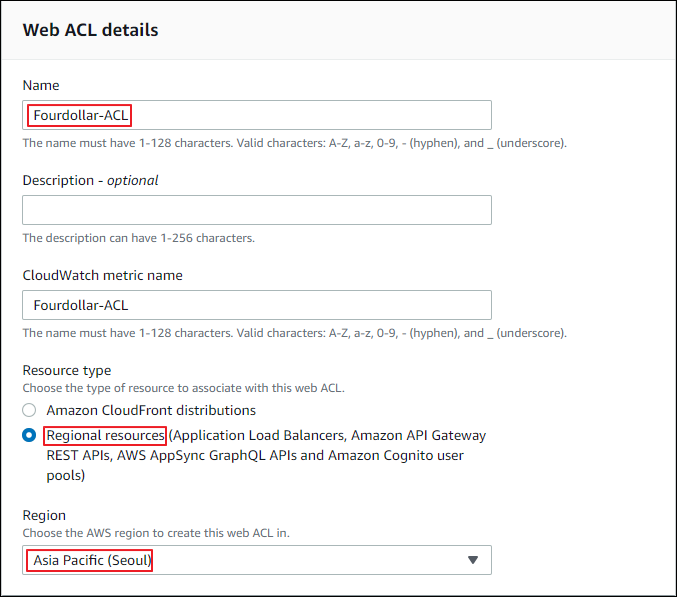 Web ACL details
Name
Fourdollar-ACL
The name must have 1-128 characters. Valid characters: A-Z, a-z, 0-9, - (hyphen), and _ (underscore).
Description - optional
The description can have 1-256 characters.
CloudWatch metric name
Fourdollar-ACL
The name must have 1-128 characters. Valid characters: A-Z, a-z, 0-9, - (hyphen), and _ (underscore).
Resource type
Choose the type of resource to associate with this web ACL.
Amazon CloudFront distributions
Regional resources (Application Load Balancers, Amazon API Gateway
REST APIs, AWS AppSync GraphQL APIs and Amazon Cognito user
pools)
Region
Choose the AWS region to create this web ACL in.
Asia Pacific (Seoul)